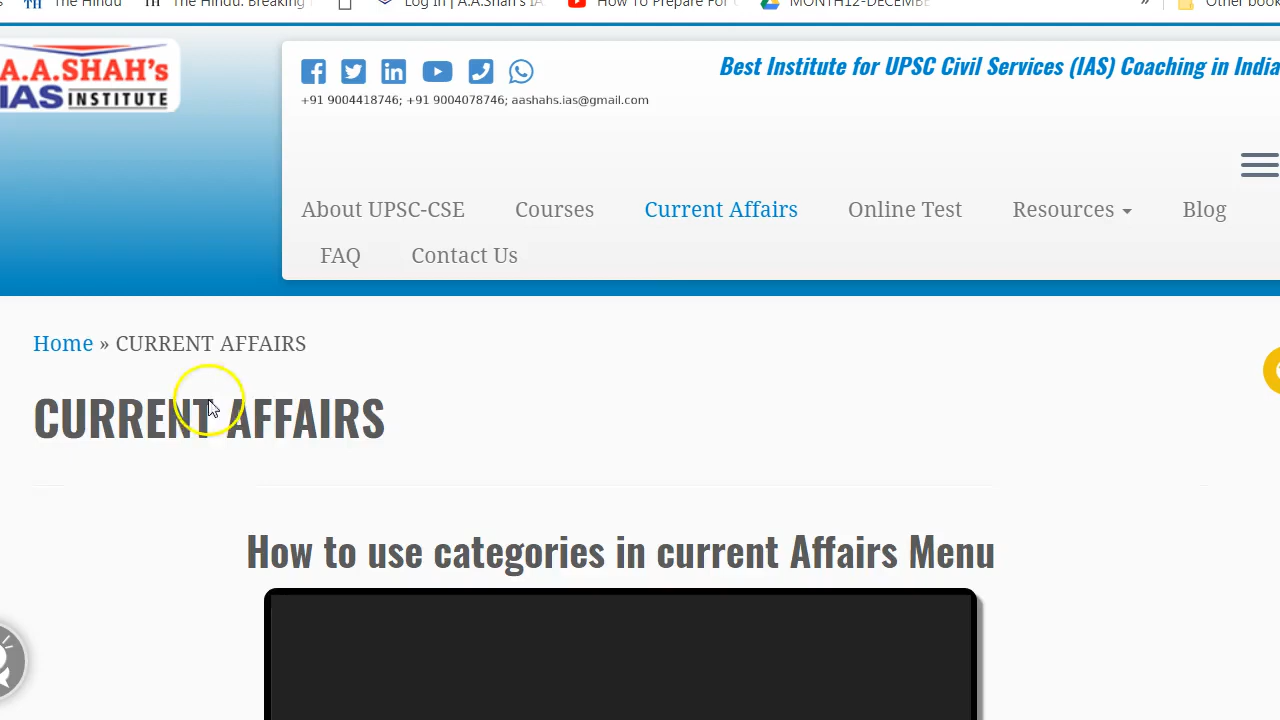 The Hindu
The Hindu: Breaking
Log In | A.A.Shah's IA
How To Prepare For
MONTH12-DECEMBE
»
Other book
A.A.SHAH's
IAS INSTITUTE
Best Institute for UPSC Civil Services (IAS) Coaching in India
+91 9004418746; +91 9004078746; aashahs.ias@gmail.com
About UPSC-CSE
Courses
Current Affairs
Online Test
Resources
Blog
FAQ
Contact Us
Home » CURRENT AFFAIRS
CURRENT AFFAIRS
How to use categories in current Affairs Menu